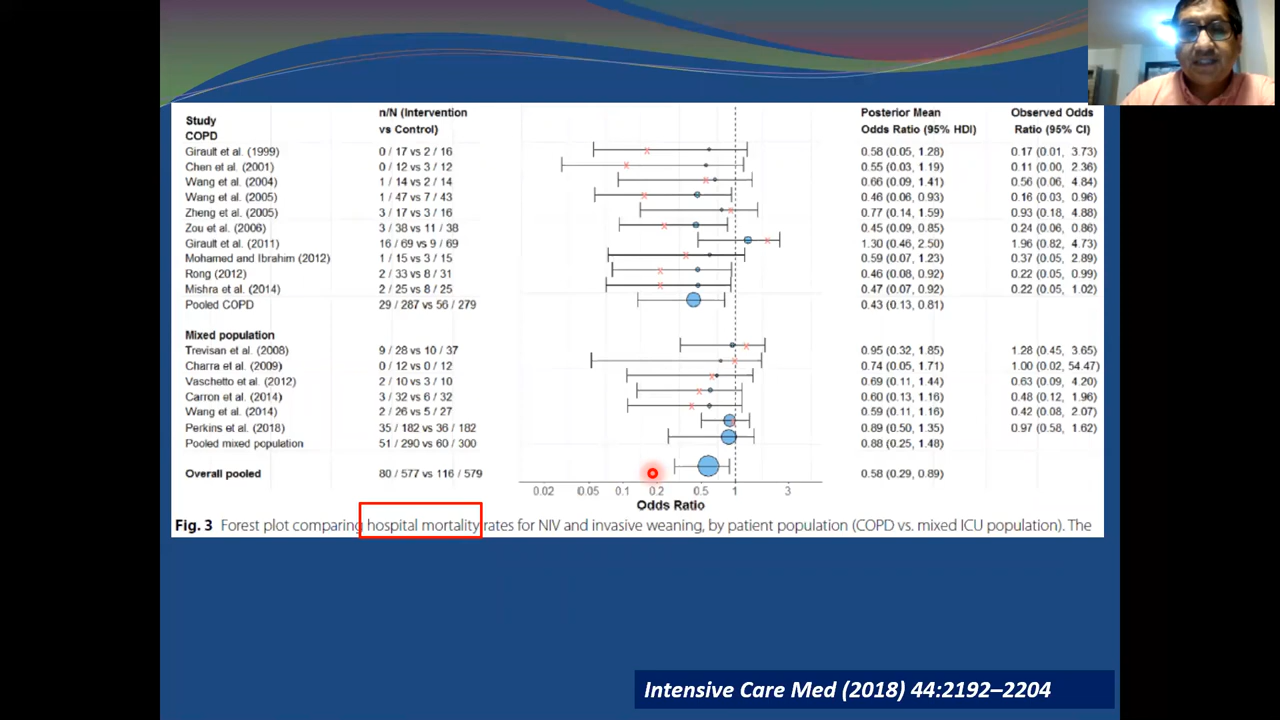 Study n/N (Intervention vs Control) Posterior Mean Odds Ratio (95% HDI) Observed Odds Ratio (95% CI)
COPD
Girault et al. (1999) 0 / 17 vs 2 / 16 0.58 (0.05, 1.28) 0.17 (0.01, 3.73)
Chen et al. (2001) 0 / 12 vs 3 / 12 0.55 (0.03, 1.19) 0.11 (0.00, 2.36)
Wang et al. (2004) 1 / 14 vs 2 / 14 0.66 (0.09, 1.41) 0.56 (0.06, 4.84)
Wang et al. (2005) 1 / 47 vs 7 / 43 0.46 (0.06, 0.93) 0.16 (0.03, 0.96)
Zheng et al. (2005) 3 / 17 vs 3 / 16 0.77 (0.14, 1.59) 0.93 (0.18, 4.88)
Zou et al. (2006) 3 / 38 vs 11 / 38 0.45 (0.09, 0.85) 0.24 (0.06, 0.86)
Girault et al. (2011) 16 / 69 vs 9 / 69 1.30 (0.46, 2.50) 1.96 (0.82, 4.73)
Mohamed and Ibrahim (2012) 1 / 15 vs 3 / 15 0.59 (0.07, 1.23) 0.37 (0.05, 2.89)
Rong (2012) 2 / 33 vs 8 / 31 0.46 (0.08, 0.92) 0.22 (0.05, 0.99)
Mishra et al. (2014) 2 / 25 vs 8 / 25 0.47 (0.07, 0.92) 0.22 (0.05, 1.02)
Pooled COPD 29 / 287 vs 56 / 279 0.43 (0.13, 0.81)
Mixed population
Trevisan et al. (2008) 9 / 28 vs 10 / 37 0.95 (0.32, 1.85) 1.28 (0.45, 3.65)
Charra et al. (2009) 0 / 12 vs 0 / 12 0.74 (0.05, 1.71) 1.00 (0.02, 54.47)
Vaschetto et al. (2012) 2 / 10 vs 3 / 10 0.69 (0.11, 1.44) 0.63 (0.09, 4.20)
Carron et al. (2014) 3 / 32 vs 6 / 32 0.60 (0.13, 1.16) 0.48 (0.12, 1.96)
Wang et al. (2014) 2 / 26 vs 5 / 27 0.59 (0.11, 1.16) 0.42 (0.08, 2.07)
Perkins et al. (2018) 35 / 182 vs 36 / 182 0.89 (0.50, 1.35) 0.97 (0.58, 1.62)
Pooled mixed population 51 / 290 vs 60 / 300 0.88 (0.25, 1.48)
Overall pooled 80 / 577 vs 116 / 579 0.58 (0.29, 0.89)
0.02 0.05 0.1 0.2 0.5 1 3
Odds Ratio
Fig. 3 Forest plot comparing hospital mortality rates for NIV and invasive weaning, by patient population (COPD vs. mixed ICU population). The
Intensive Care Med (2018) 44:2192–2204